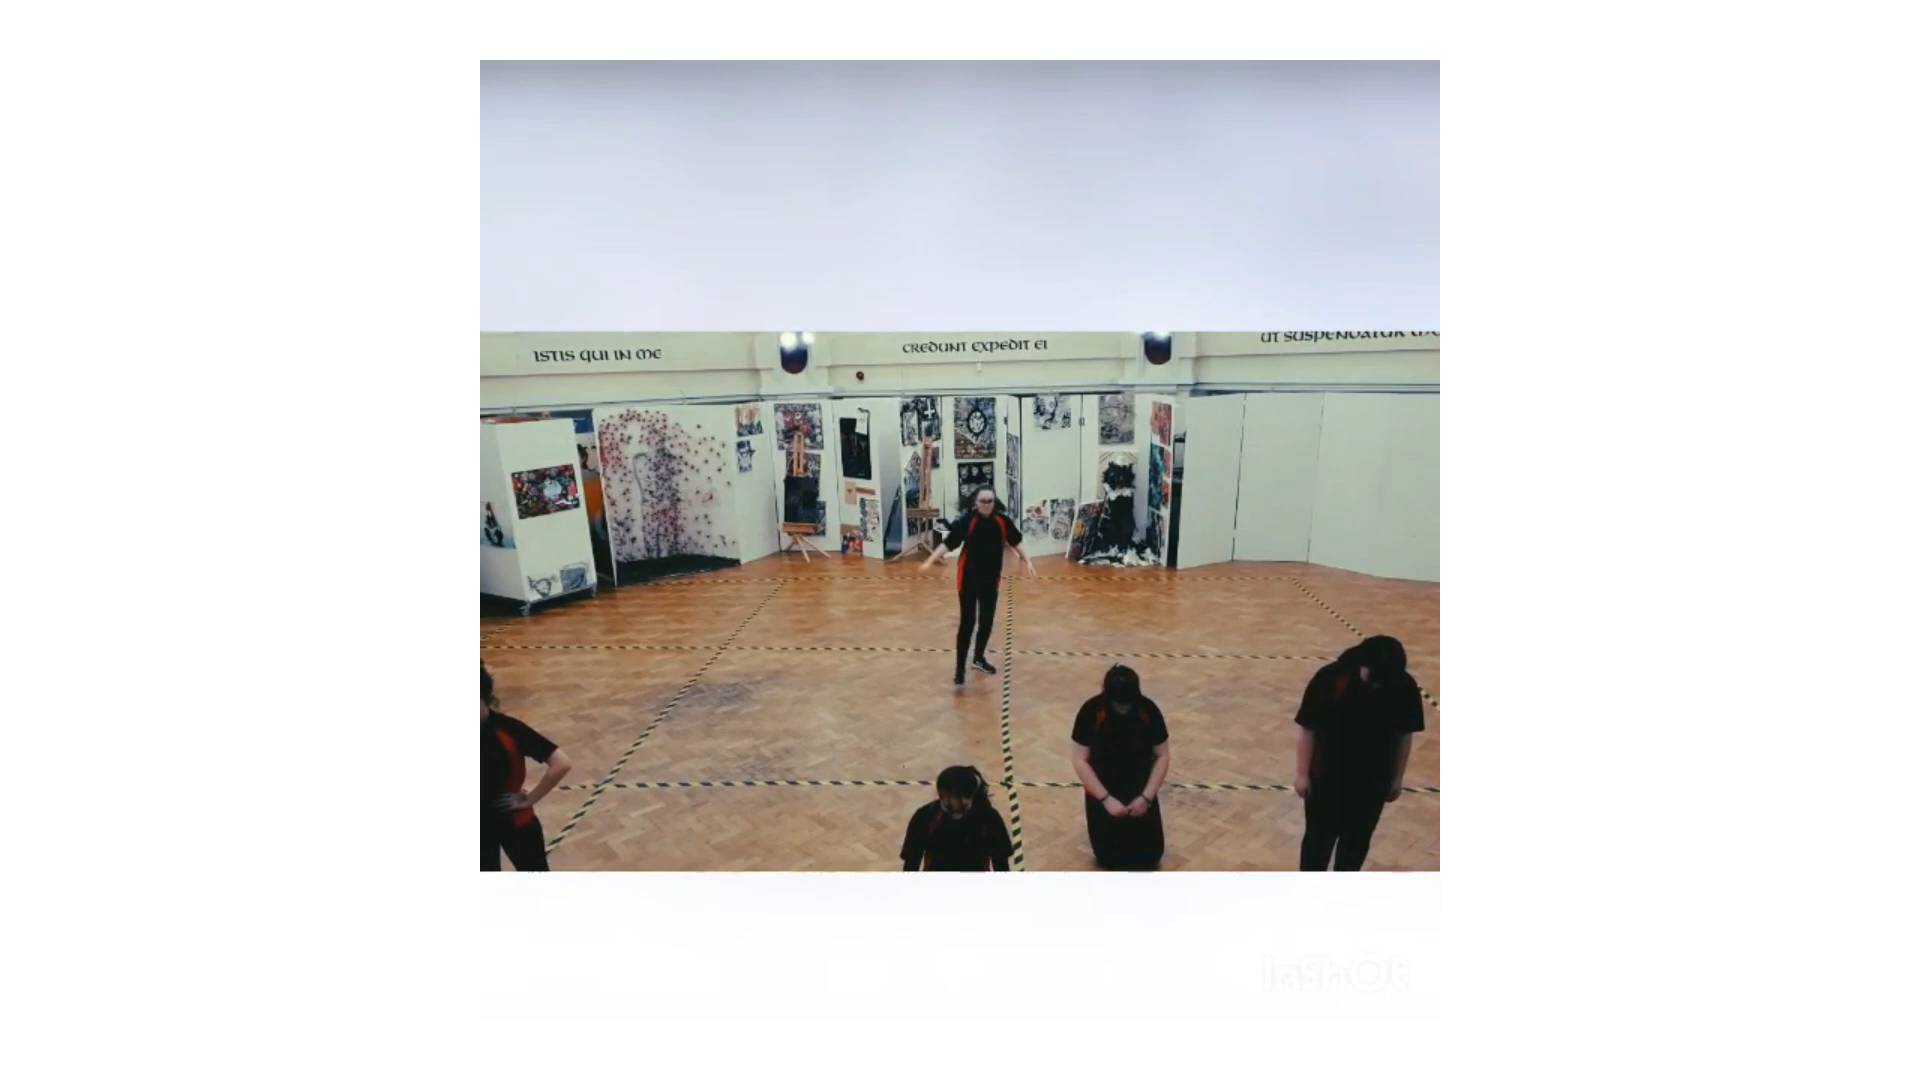 ISTIS QUI IN ME
CREDUNT EXPEDIT EI
UT SUSPENDATUR
InShOt